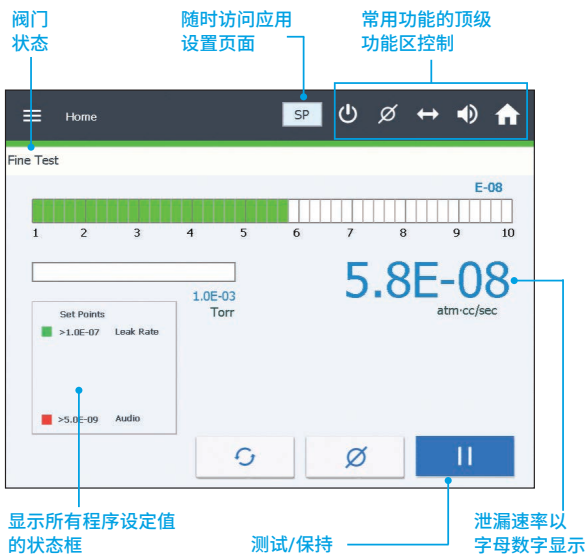 阀门
状态
随时访问应用
设置页面
常用功能的顶级
功能区控制
Home
SP
Fine Test
E-08
1 2 3 4 5 6 7 8 9 10
5.8E-08
atm·cc/sec
1.0E-03
Torr
Set Points
>1.0E-07 Leak Rate
>5.0E-09 Audio
显示所有程序设定值
的状态框
测试/保持
泄漏速率以
字母数字显示